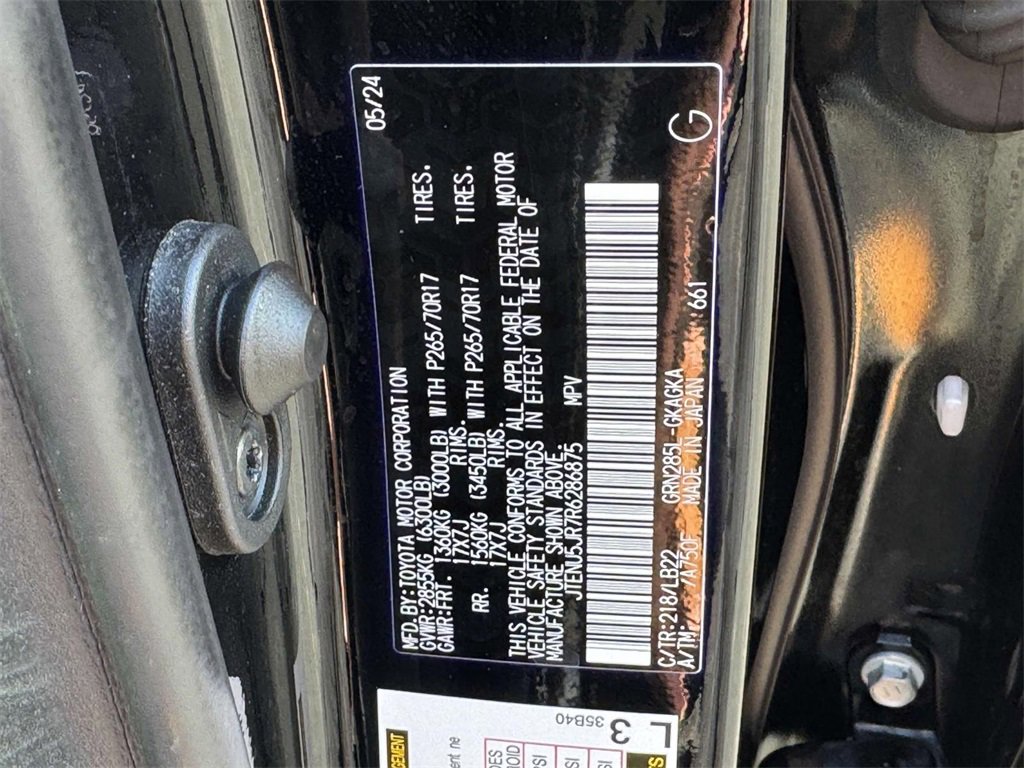 MFD.BY:TOYOTA MOTOR CORPORATION 05/24
GVWR:2855KG (6300LB)
GAWR:FRT. 1360KG (3000LB) WITH P265/70R17 TIRES.
17X7J RIMS.
RR. 1560KG (3450LB) WITH P265/70R17 TIRES.
17X7J RIMS.
THIS VEHICLE CONFORMS TO ALL APPLICABLE FEDERAL MOTOR
VEHICLE SAFETY STANDARDS IN EFFECT ON THE DATE OF
MANUFACTURE SHOWN ABOVE.
JTENU5JR7R6286875 MPV
C/TR:218/LB22 GRN285L-GKAGKA
A/TM: /A750F MADE IN JAPAN 661
G
3
35B40